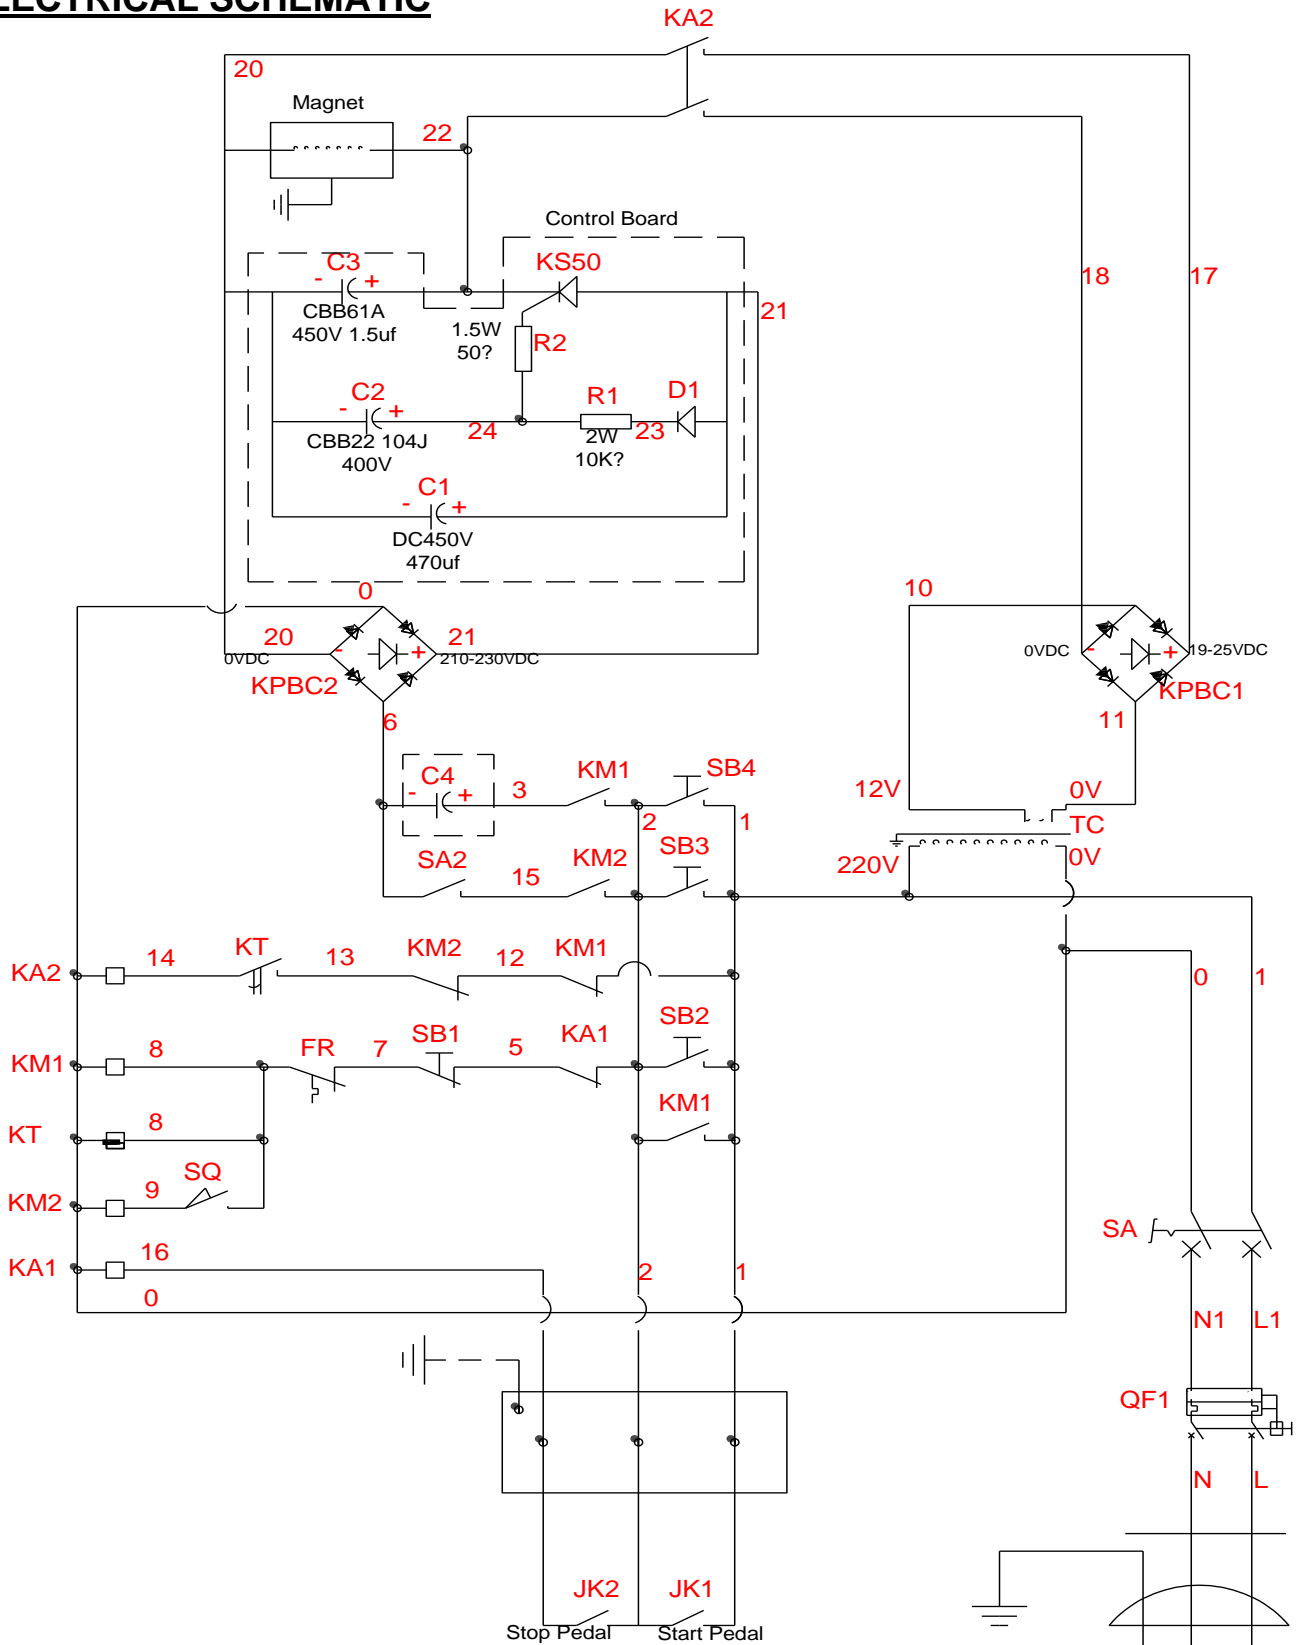 LECTRICAL SCHEMATIC
KA2
20
Magnet
22
Control Board
C3
- +
KS50
18
17
CBB61A
450V 1.5uf
1.5W
50?
R2
21
C2
- +
R1
D1
CBB22 104J
400V
24
2W
10K?
23
C1
- +
DC450V
470uf
0
10
20
21
0VDC
- +
210-230VDC
0VDC
- +
19-25VDC
KPBC2
KPBC1
6
11
C4
- +
3
KM1
SB4
12V
0V
2
1
TC
SA2
15
KM2
SB3
220V
0V
KA2
14
KT
13
KM2
12
KM1
0
1
KM1
8
FR
7
SB1
5
KA1
SB2
KT
8
KM1
KM2
9
SQ
SA
KA1
16
2
1
0
N1
L1
QF1
N
L
JK2
JK1
Stop Pedal
Start Pedal